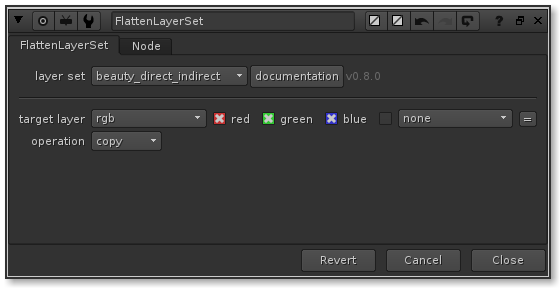 FlattenLayerSet
FlattenLayerSet Node
layer set beauty_direct_indirect documentation v0.8.0
target layer rgb red green blue none =
operation copy
Revert Cancel Close